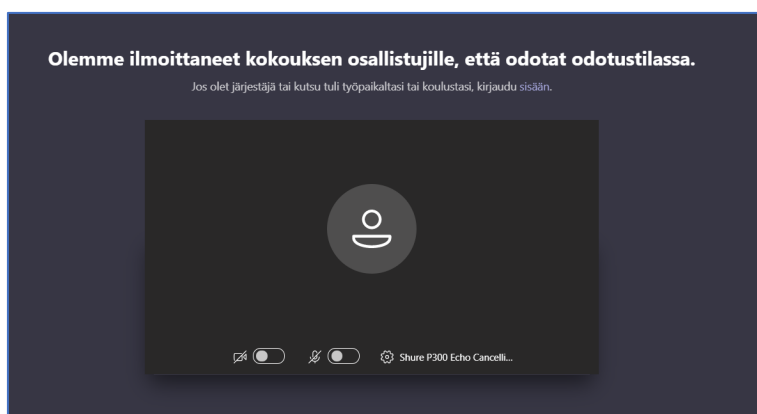 Olemme ilmoittaneet kokouksen osallistujille, että odotat odotustilassa.
Jos olet järjestäjä tai kutsu tuli työpaikaltasi tai koulustasi, kirjaudu sisään.
Shure P300 Echo Cancelli...